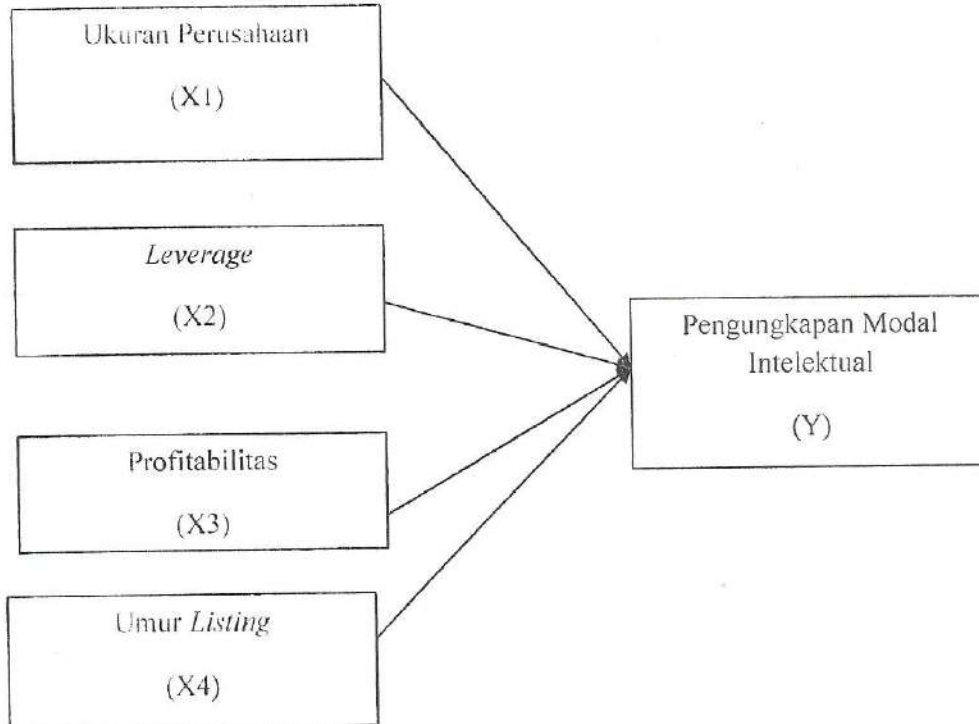 Ukuran Perusahaan
(X1)
Leverage
(X2)
Profitabilitas
(X3)
Umur Listing
(X4)
Pengungkapan Modal
Intelektual
(Y)